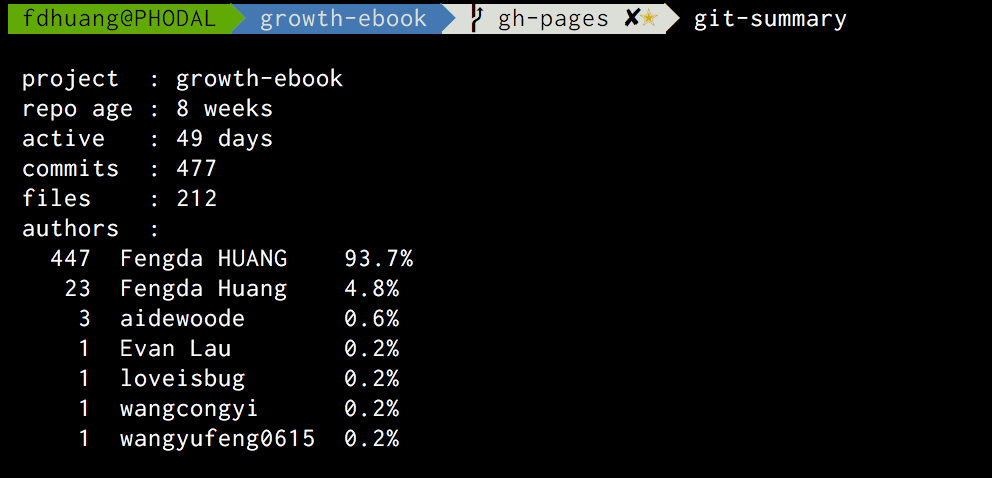 fdhuang@PHODAL growth-ebook gh-pages ✘★ git-summary
project : growth-ebook
repo age : 8 weeks
active : 49 days
commits : 477
files : 212
authors :
447 Fengda HUANG 93.7%
23 Fengda Huang 4.8%
3 aidewoode 0.6%
1 Evan Lau 0.2%
1 loveisbug 0.2%
1 wangcongyi 0.2%
1 wangyufeng0615 0.2%